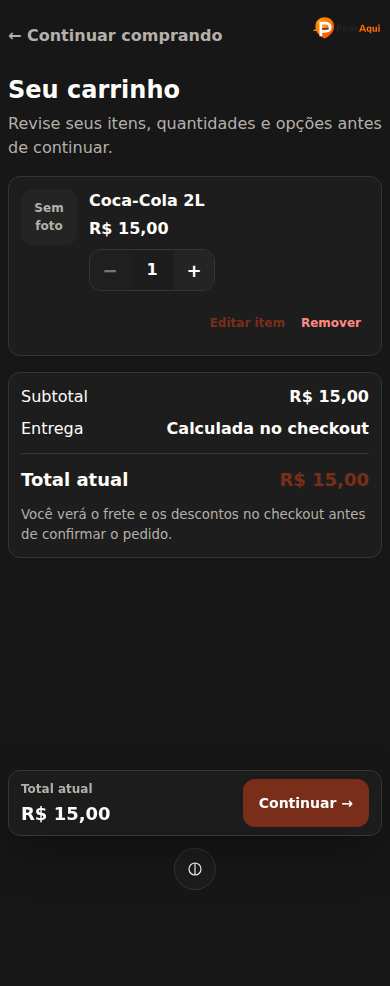 ← Continuar comprando
Aqui
Seu carrinho
Revise seus itens, quantidades e opções antes
de continuar.
Sem
foto
Coca-Cola 2L
R$ 15,00
− 1 +
Editar item Remover
Subtotal R$ 15,00
Entrega Calculada no checkout
Total atual R$ 15,00
Você verá o frete e os descontos no checkout antes
de confirmar o pedido.
Total atual
R$ 15,00
Continuar →